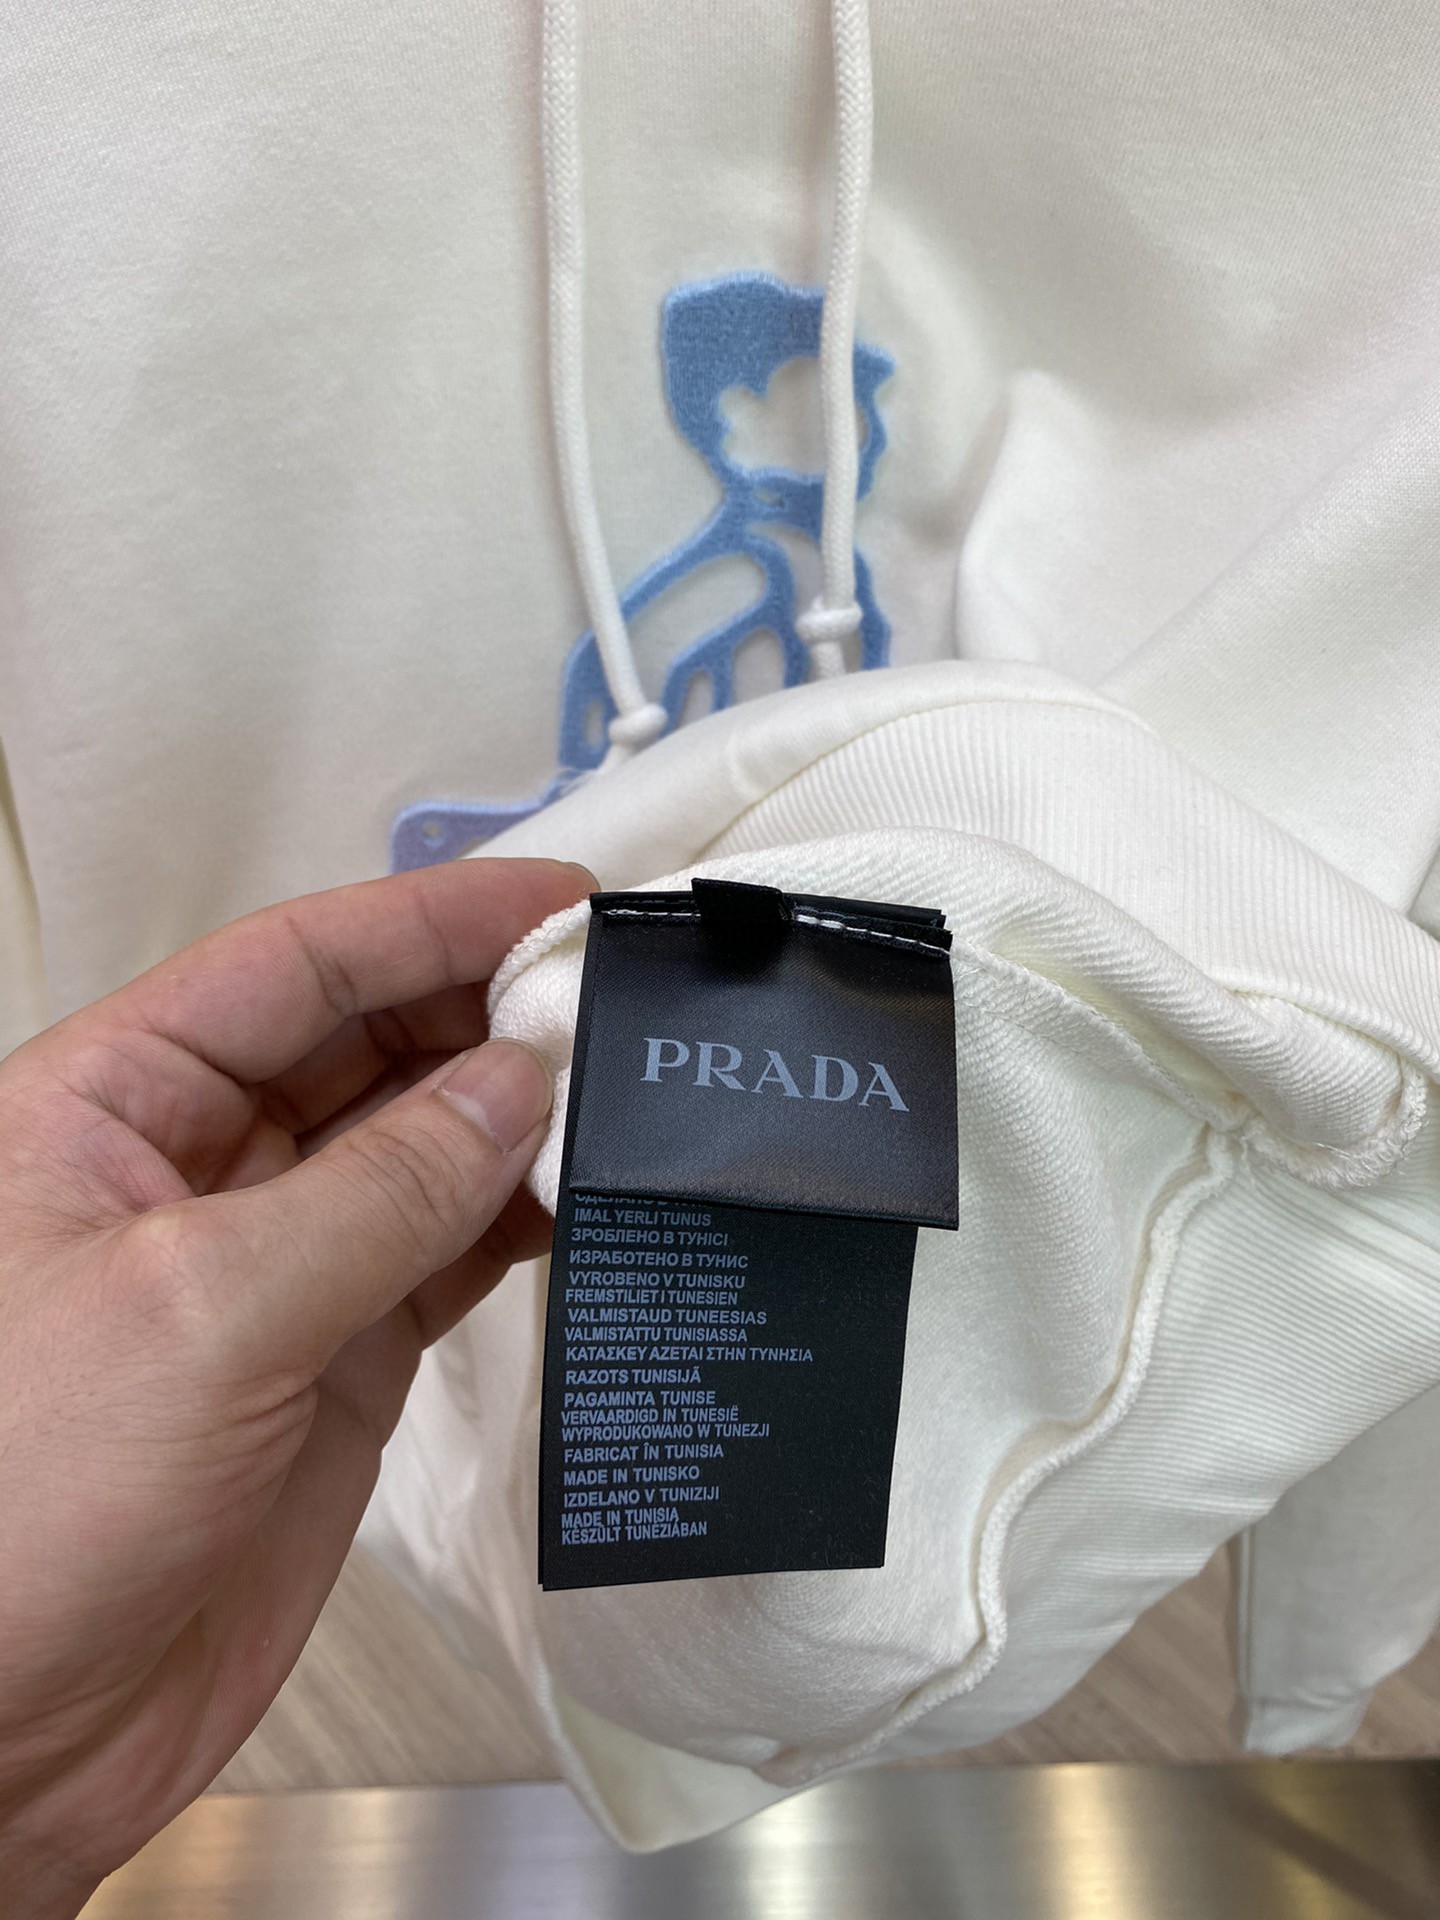 PRADA
IMAL YERLI TUNUS
ЗРОБЛЕНО В ТУНІСІ
ИЗРАБОТЕНО В ТУНИС
VYROBENO V TUNISKU
FREMSTILIET I TUNESIEN
VALMISTAUD TUNEESIAS
VALMISTATTU TUNISIASSA
ΚΑΤΑΣΚΕΥ ΑΖΕΤΑΙ ΣΤΗΝ ΤΥΝΗΣΙΑ
RAZOTS TUNISIJÃ
PAGAMINTA TUNISE
VERVAARDIGD IN TUNESIË
WYPRODUKOWANO W TUNEZJI
FABRICAT ÎN TUNISIA
MADE IN TUNISKO
IZDELANO V TUNIZIJI
MADE IN TUNISIA
KÉSZÜLT TUNÉZIÁBAN